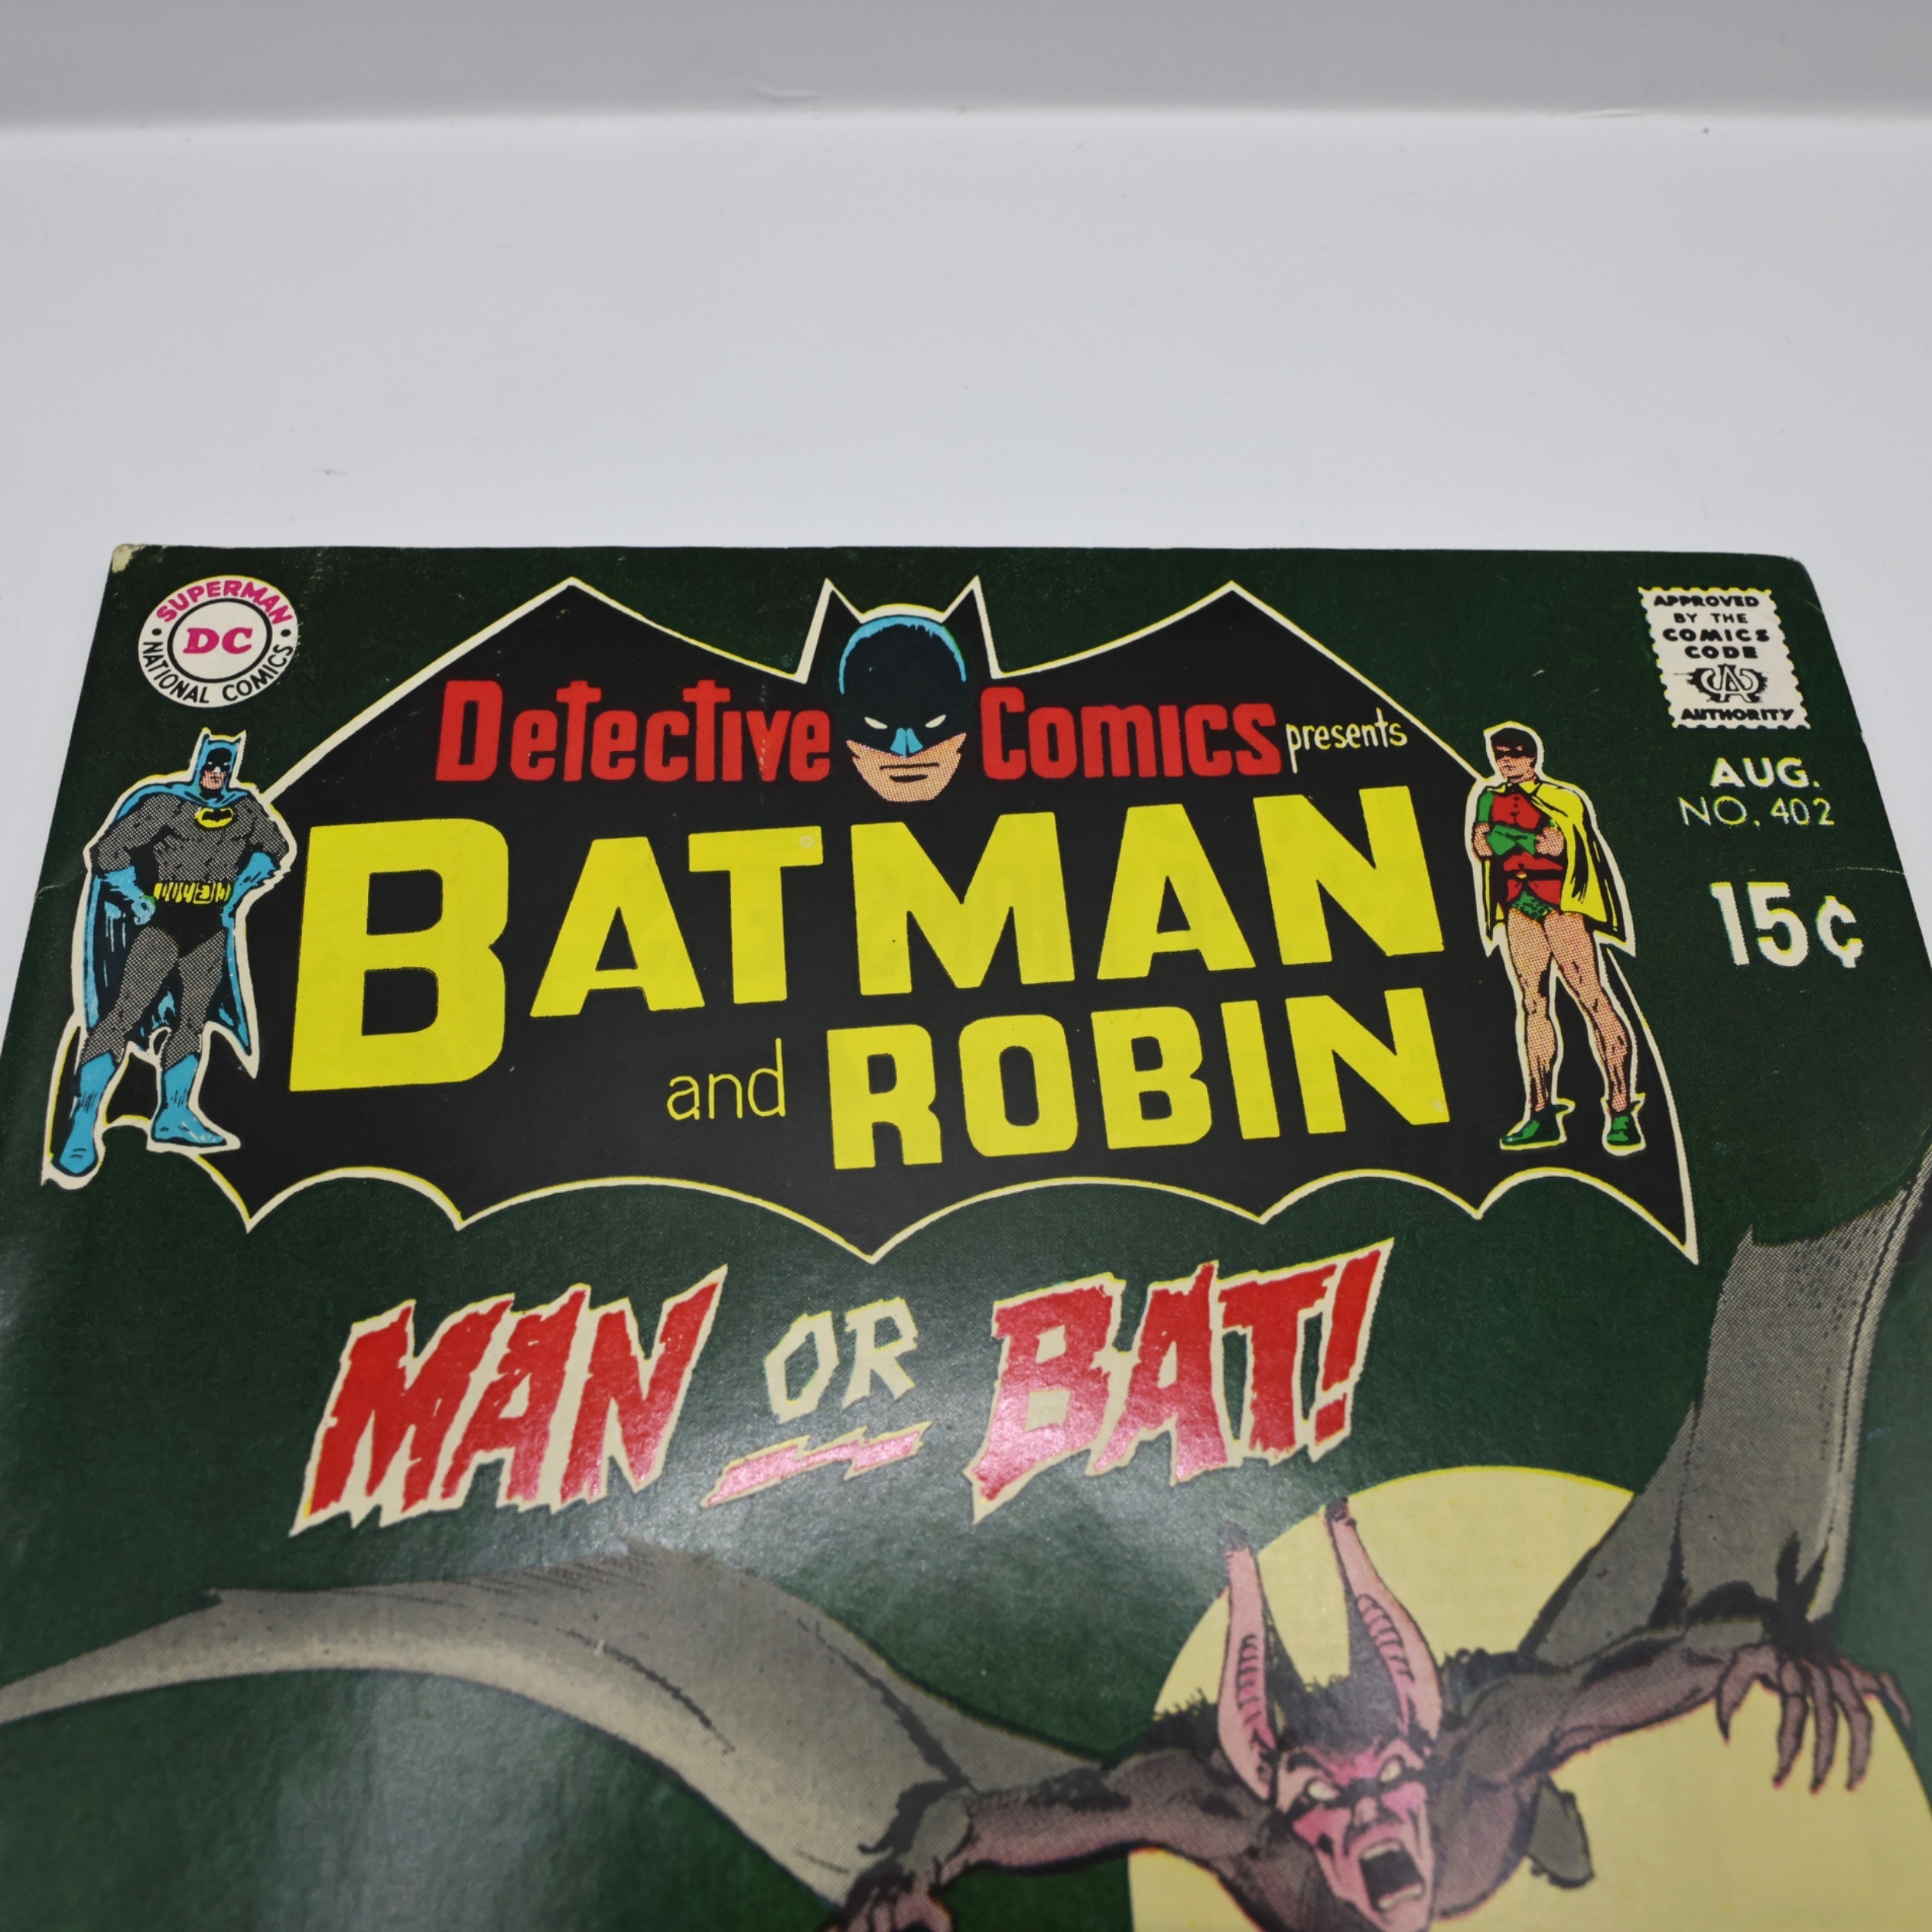 SUPERMAN
DC
NATIONAL COMICS
APPROVED
BY THE
COMICS
CODE
CA
AUTHORITY
Detective Comics presents
AUG.
NO. 402
15¢
BATMAN
and ROBIN
MAN OR BAT!